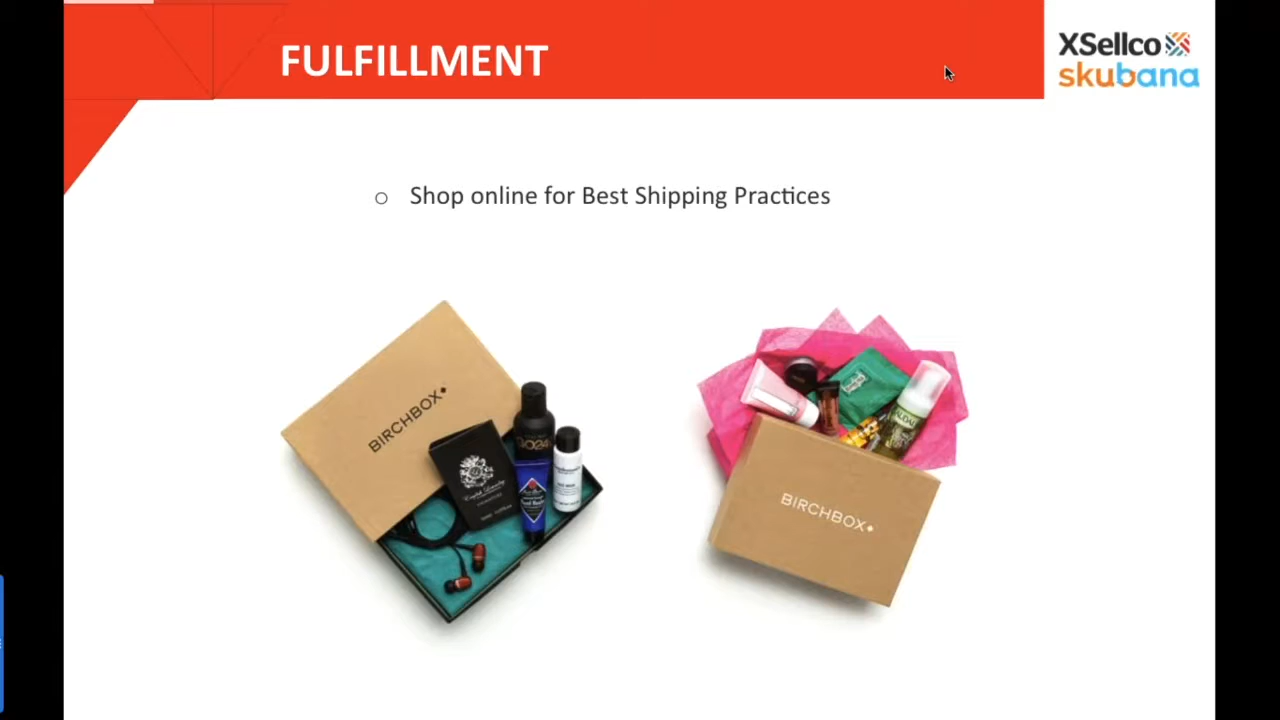 FULFILLMENT
XSellco
skubana
Shop online for Best Shipping Practices
BIRCHBOX
BIRCHBOX